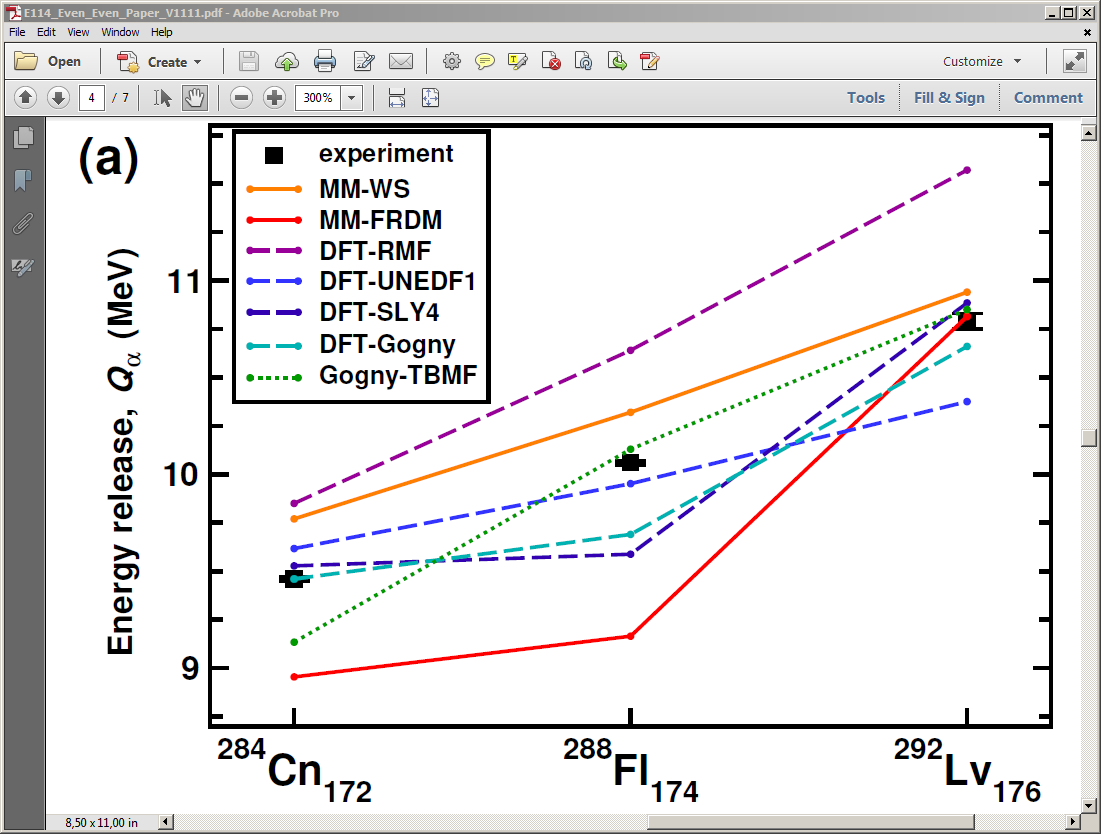 E114_Even_Even_Paper_V1111.pdf - Adobe Acrobat Pro
File Edit View Window Help
Open Create Customize
4 / 7 300% Tools Fill & Sign Comment
(a)
experiment
MM-WS
MM-FRDM
DFT-RMF
DFT-UNEDF1
DFT-SLY4
DFT-Gogny
Gogny-TBMF
Energy release, Qα (MeV)
11
10
9
284Cn172 288Fl174 292Lv176
8,50 x 11,00 in